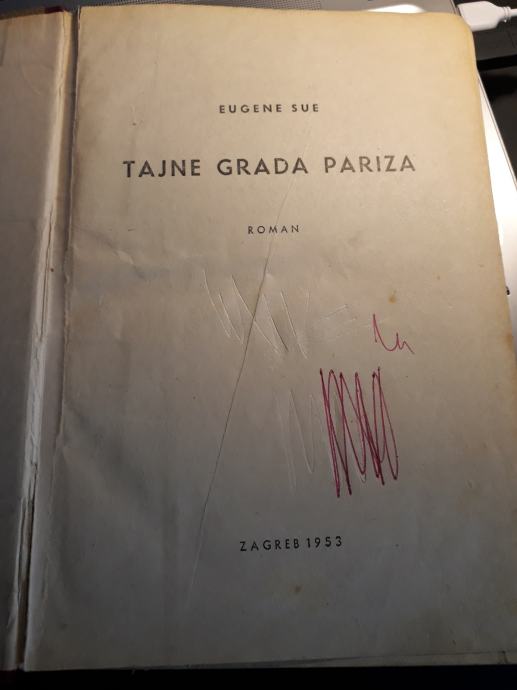 EUGENE SUE
TAJNE GRADA PARIZA
ROMAN
ZAGREB 1953